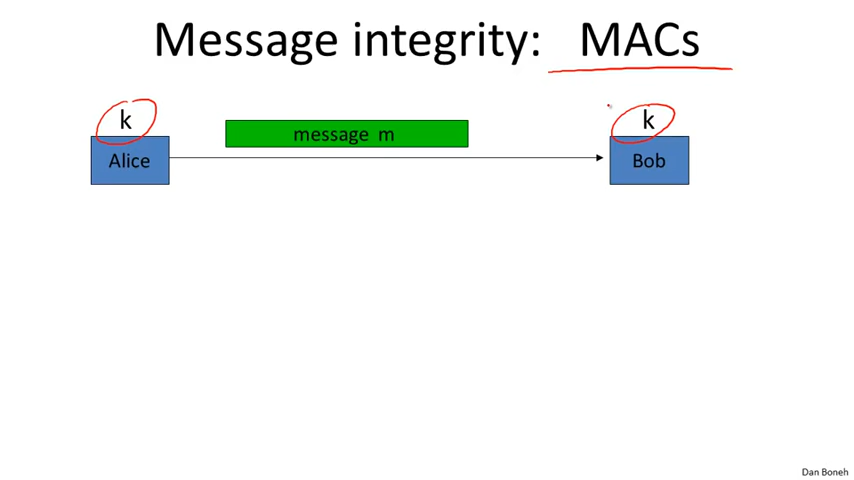 Message integrity: MACs
k
k
message m
Alice
Bob
Dan Boneh